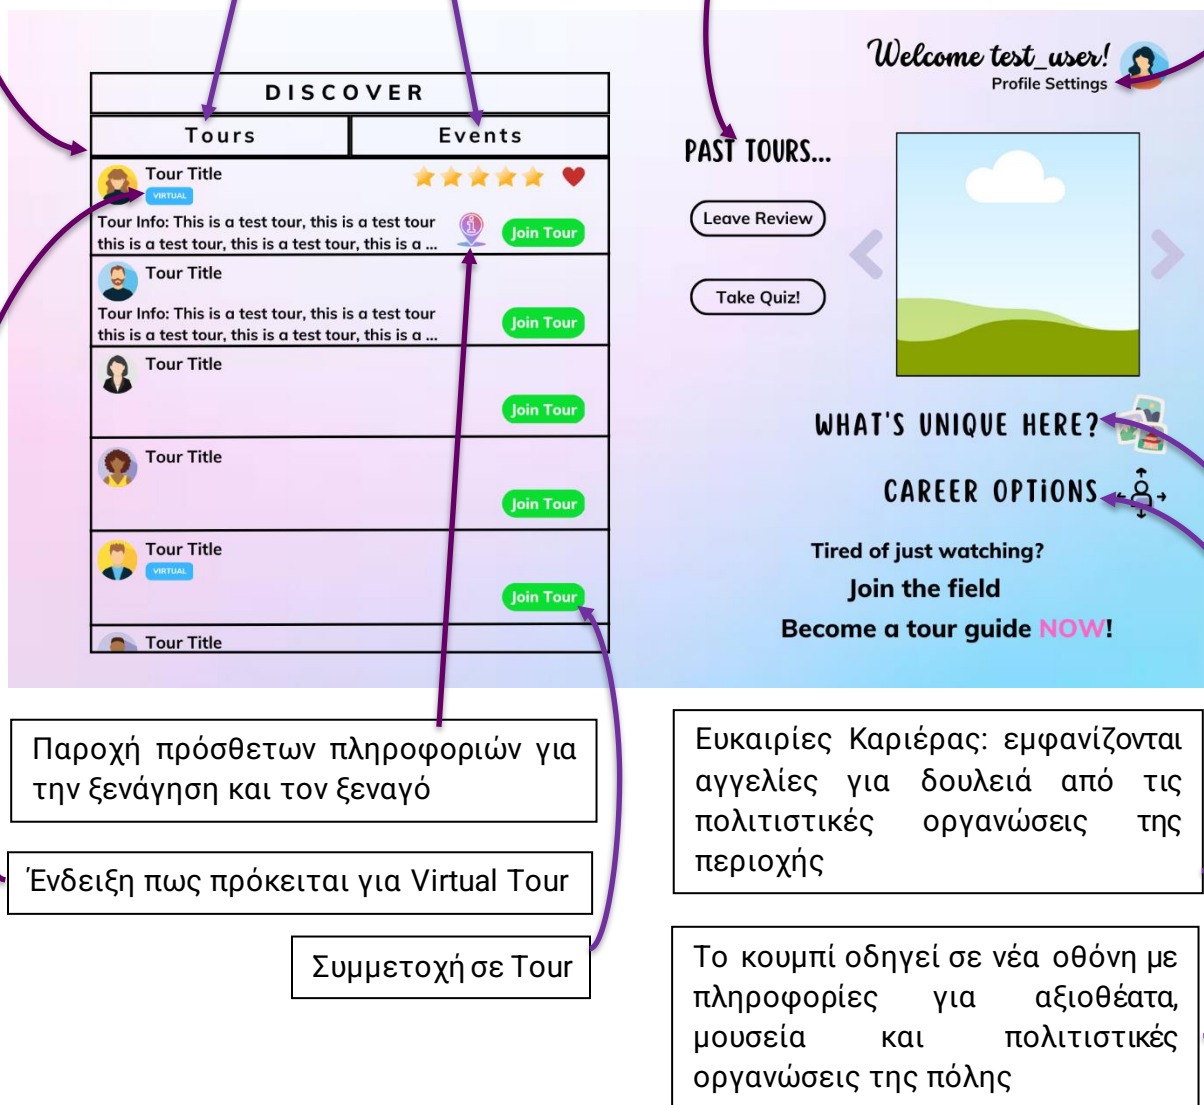 Welcome test_user!
Profile Settings
DISCOVER
Tours
Events
Tour Title
VIRTUAL
Tour Info: This is a test tour, this is a test tour
this is a test tour, this is a test tour, this is a ...
Join Tour
Tour Title
Tour Info: This is a test tour, this is a test tour
this is a test tour, this is a test tour, this is a ...
Join Tour
Tour Title
Join Tour
Tour Title
Join Tour
Tour Title
VIRTUAL
Join Tour
Tour Title
PAST TOURS...
Leave Review
Take Quiz!
WHAT'S UNIQUE HERE?
CAREER OPTIONS
Tired of just watching?
Join the field
Become a tour guide NOW!
Παροχή πρόσθετων πληροφοριών για
την ξενάγηση και τον ξεναγό
Ένδειξη πως πρόκειται για Virtual Tour
Συμμετοχή σε Tour
Ευκαιρίες Καριέρας: εμφανίζονται
αγγελίες για δουλειά από τις
πολιτιστικές οργανώσεις της
περιοχής
Το κουμπί οδηγεί σε νέα οθόνη με
πληροφορίες για αξιοθέατα,
μουσεία και πολιτιστικές
οργανώσεις της πόλης